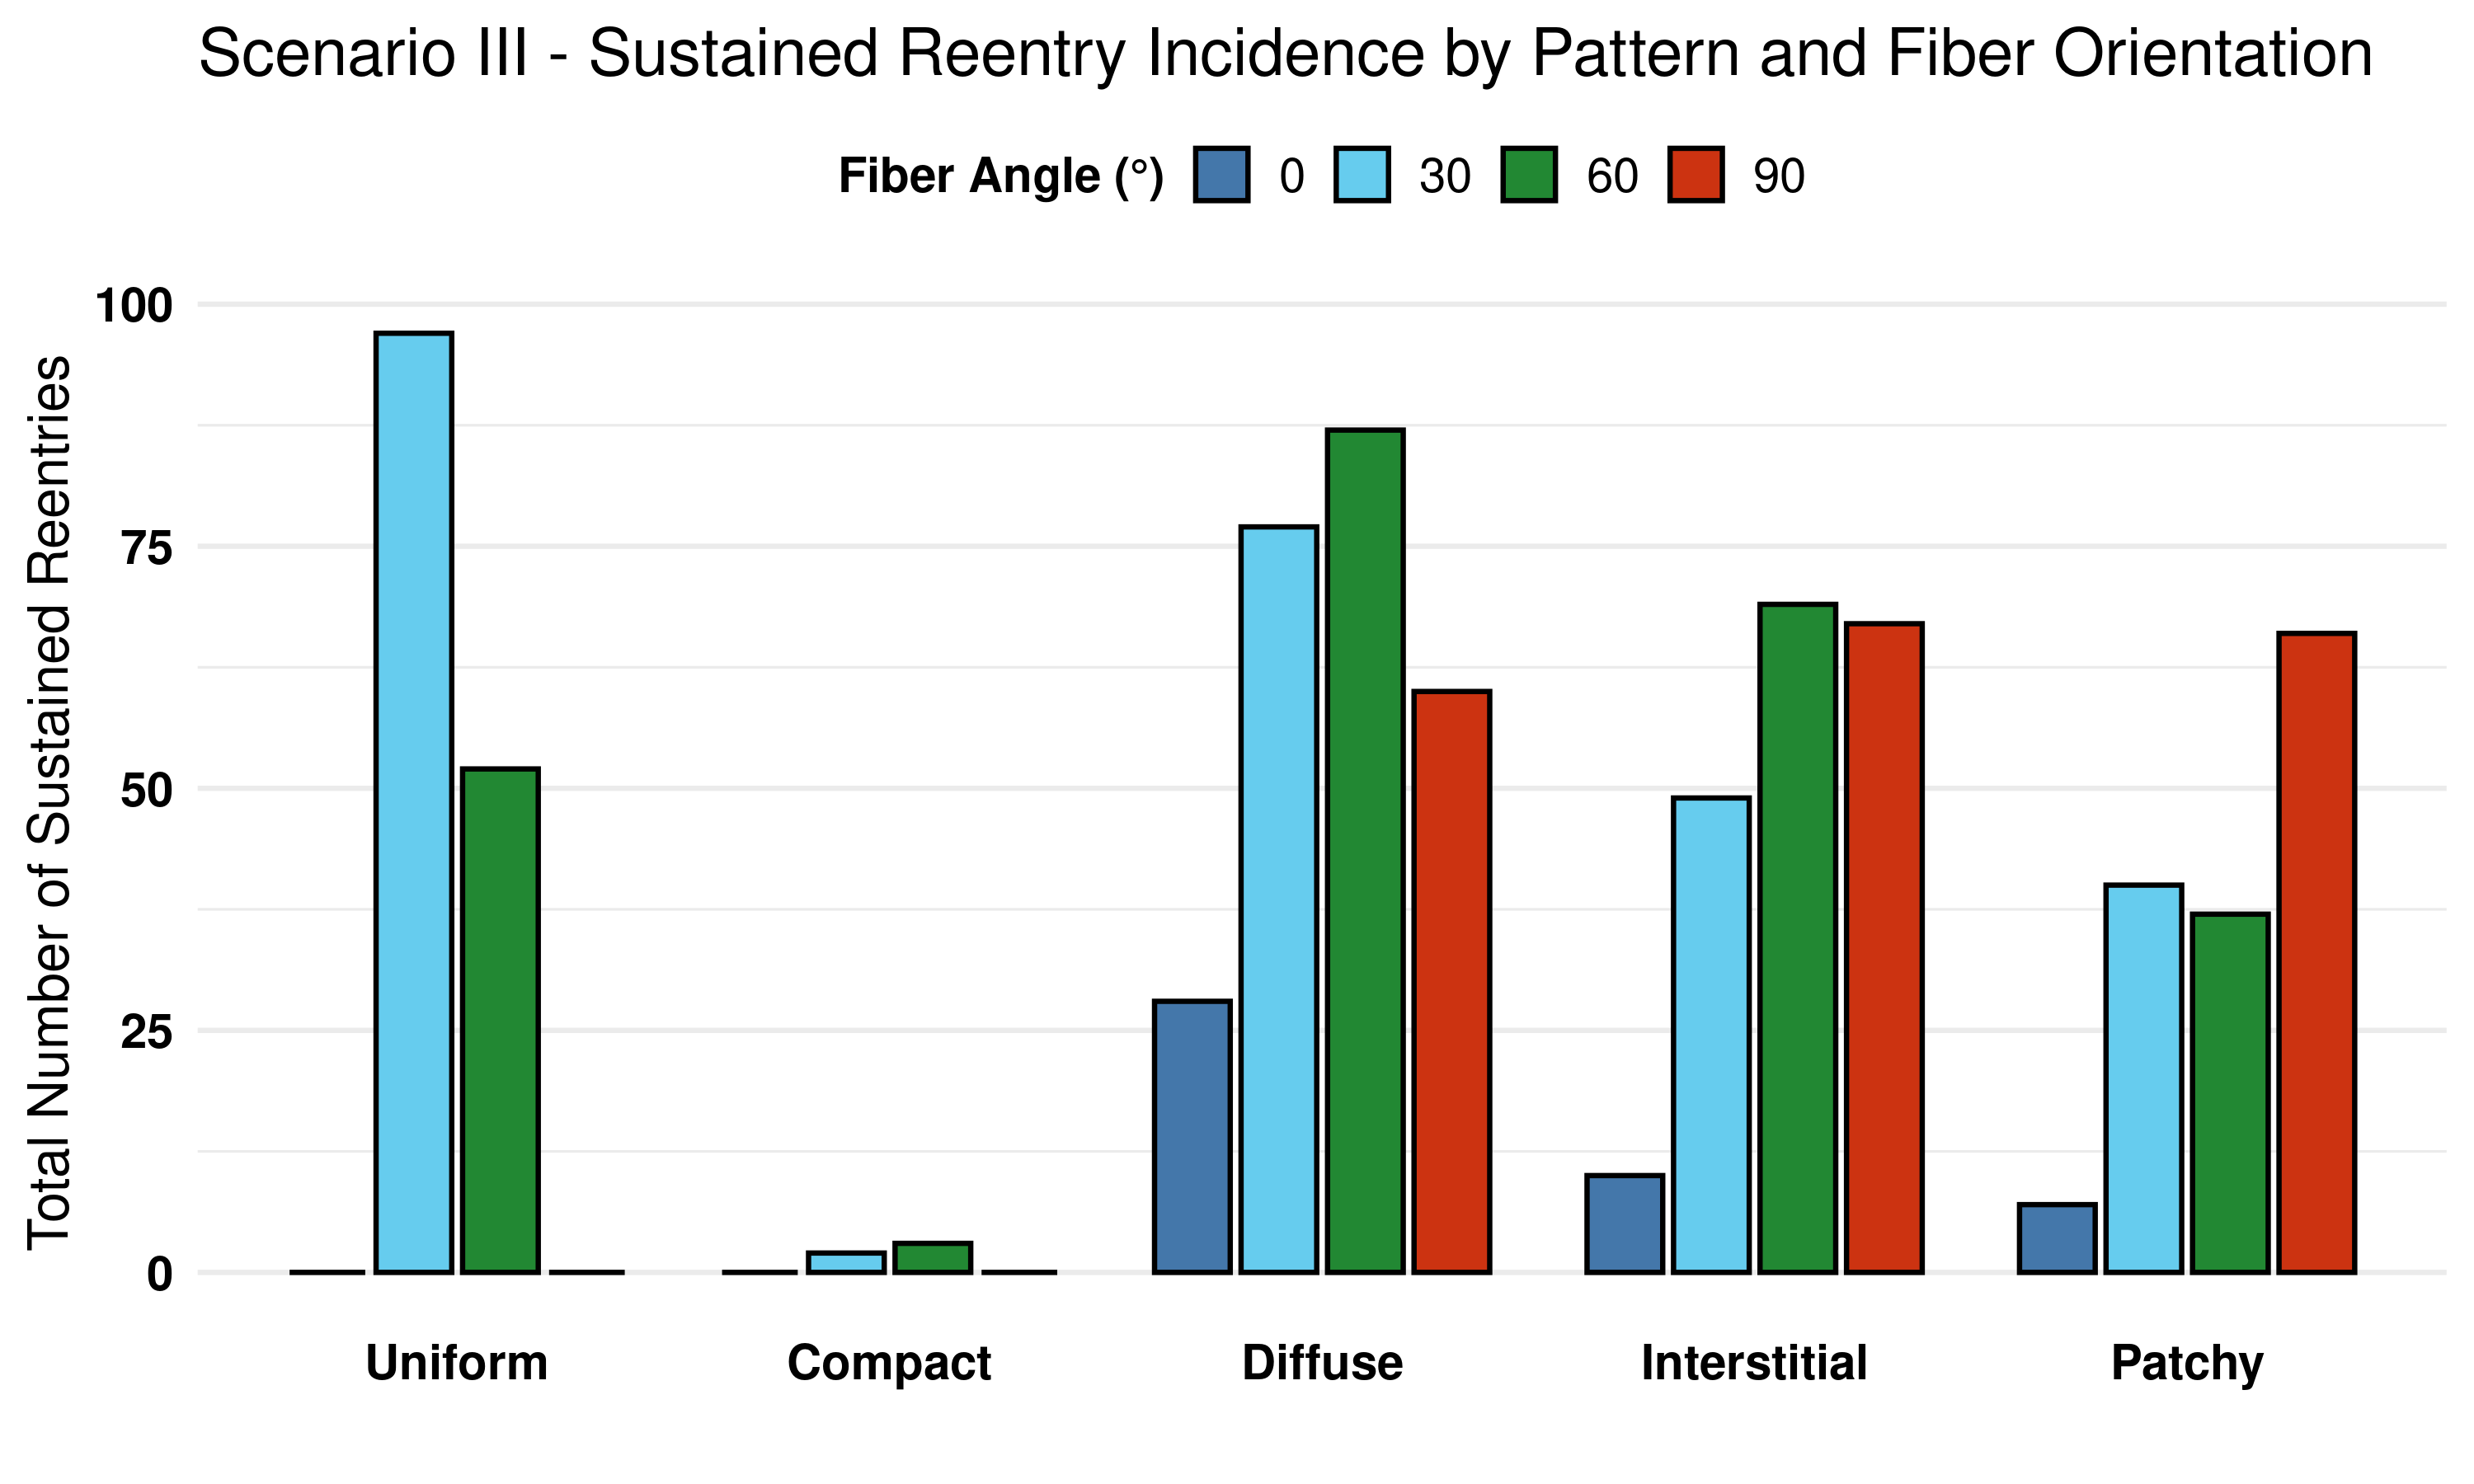 Scenario III - Sustained Reentry Incidence by Pattern and Fiber Orientation
Fiber Angle (°) 0 30 60 90
Total Number of Sustained Reentries
100
75
50
25
0
Uniform Compact Diffuse Interstitial Patchy